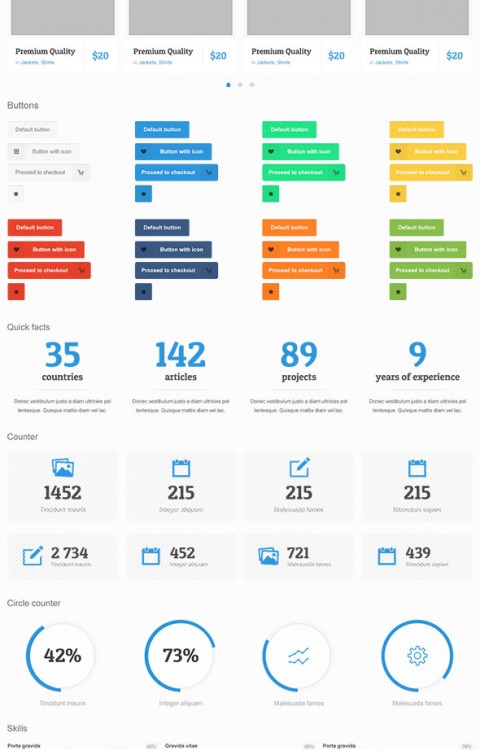 Premium Quality $20 Premium Quality $20 Premium Quality $20 Premium Quality $20
in Jackets, Shirts in Jackets, Shirts in Jackets, Shirts in Jackets, Shirts
Buttons
Default button Default button Default button Default button
Button with icon Button with icon Button with icon Button with icon
Proceed to checkout Proceed to checkout Proceed to checkout Proceed to checkout
Default button Default button Default button Default button
Button with icon Button with icon Button with icon Button with icon
Proceed to checkout Proceed to checkout Proceed to checkout Proceed to checkout
Quick facts
35 142 89 9
countries articles projects years of experience
Donec vestibulum justo a diam ultricies pel Donec vestibulum justo a diam ultricies pel Donec vestibulum justo a diam ultricies pel Donec vestibulum justo a diam ultricies pel
lentesque. Quisque mattis diam vel lac. lentesque. Quisque mattis diam vel lac. lentesque. Quisque mattis diam vel lac. lentesque. Quisque mattis diam vel lac.
Counter
1452 215 215 215
Tincidunt mauris Integer aliquam Malesuada fames Bibendum sapien
2 734 452 721 439
Tincidunt mauris Integer aliquam Malesuada fames Bibendum sapien
Circle counter
42% 73%
Tincidunt mauris Integer aliquam Malesuada fames Malesuada fames
Skills
Porta gravida Gravida vitae Porta gravida